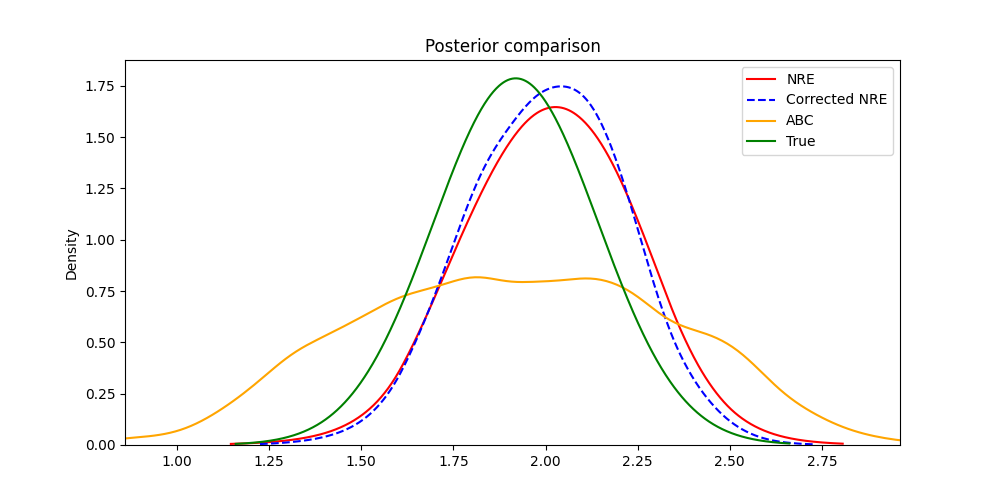 Posterior comparison
NRE
Corrected NRE
ABC
True
Density
1.75
1.50
1.25
1.00
0.75
0.50
0.25
0.00
1.00 1.25 1.50 1.75 2.00 2.25 2.50 2.75